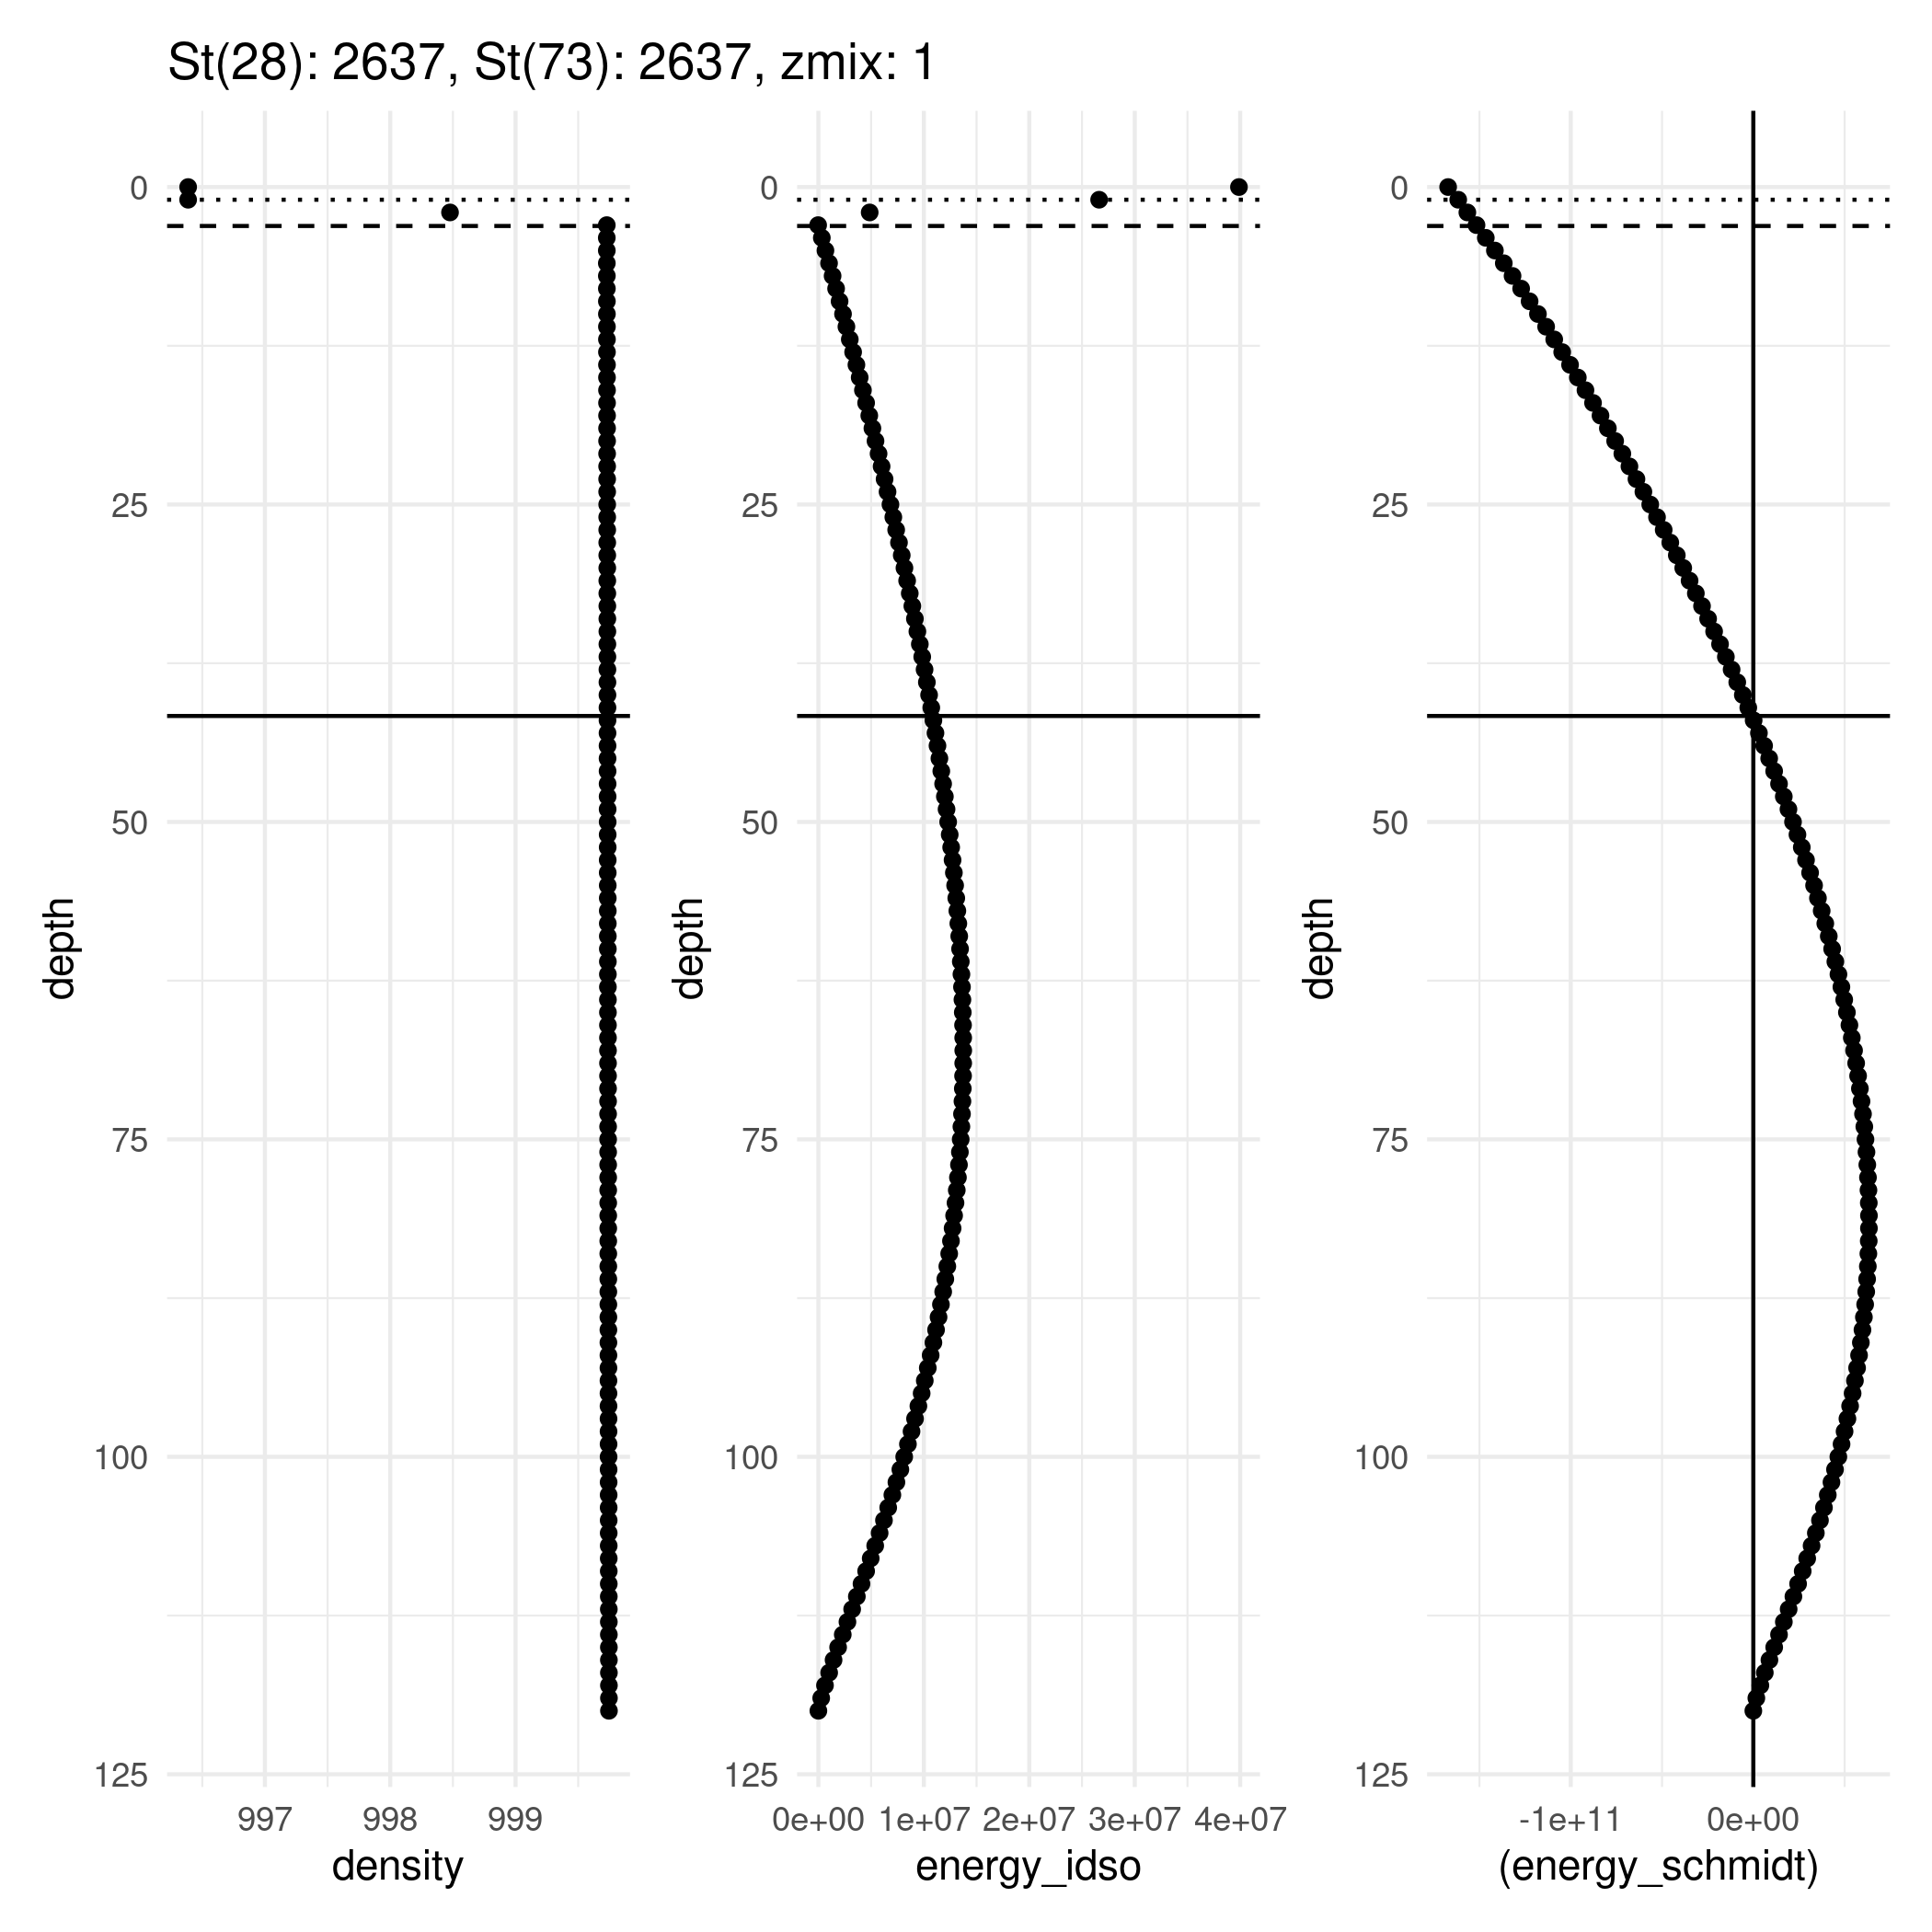 St(28): 2637, St(73): 2637, zmix: 1
depth
0
25
50
75
100
125
997 998 999
density
depth
0
25
50
75
100
125
0e+00 1e+07 2e+07 3e+07 4e+07
energy_idso
depth
0
25
50
75
100
125
-1e+11 0e+00
(energy_schmidt)